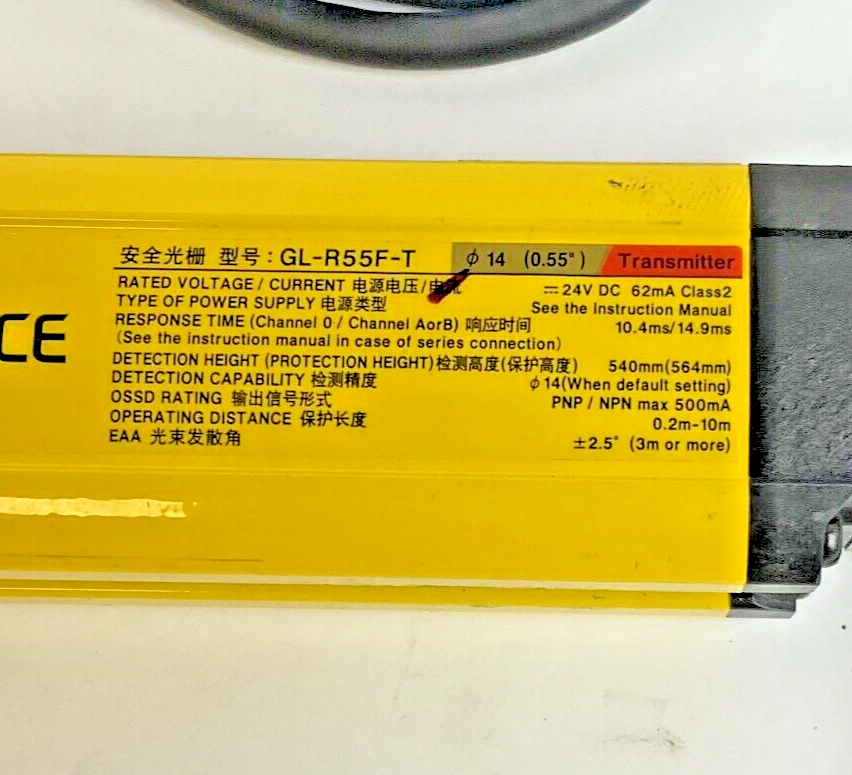 安全光栅 型号：GL-R55F-T φ14 (0.55") Transmitter
RATED VOLTAGE / CURRENT 电源电压/电流 ⎓ 24V DC 62mA Class2
TYPE OF POWER SUPPLY 电源类型 See the Instruction Manual
RESPONSE TIME (Channel 0 / Channel AorB) 响应时间 10.4ms/14.9ms
(See the instruction manual in case of series connection)
DETECTION HEIGHT (PROTECTION HEIGHT)检测高度(保护高度) 540mm(564mm)
DETECTION CAPABILITY 检测精度 φ14(When default setting)
OSSD RATING 输出信号形式 PNP / NPN max 500mA
OPERATING DISTANCE 保护长度 0.2m-10m
EAA 光束发散角 ±2.5° (3m or more)
CE